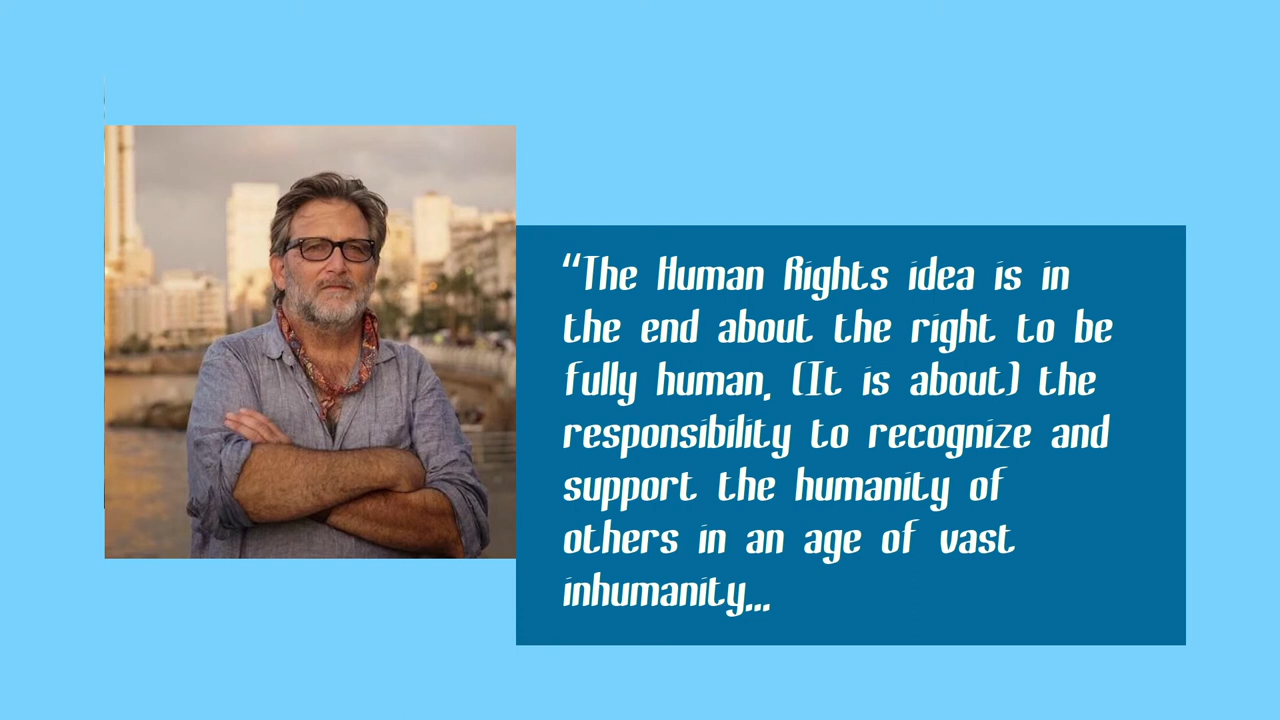 “The Human Rights idea is in
the end about the right to be
fully human. (It is about) the
responsibility to recognize and
support the humanity of
others in an age of vast
inhumanity...